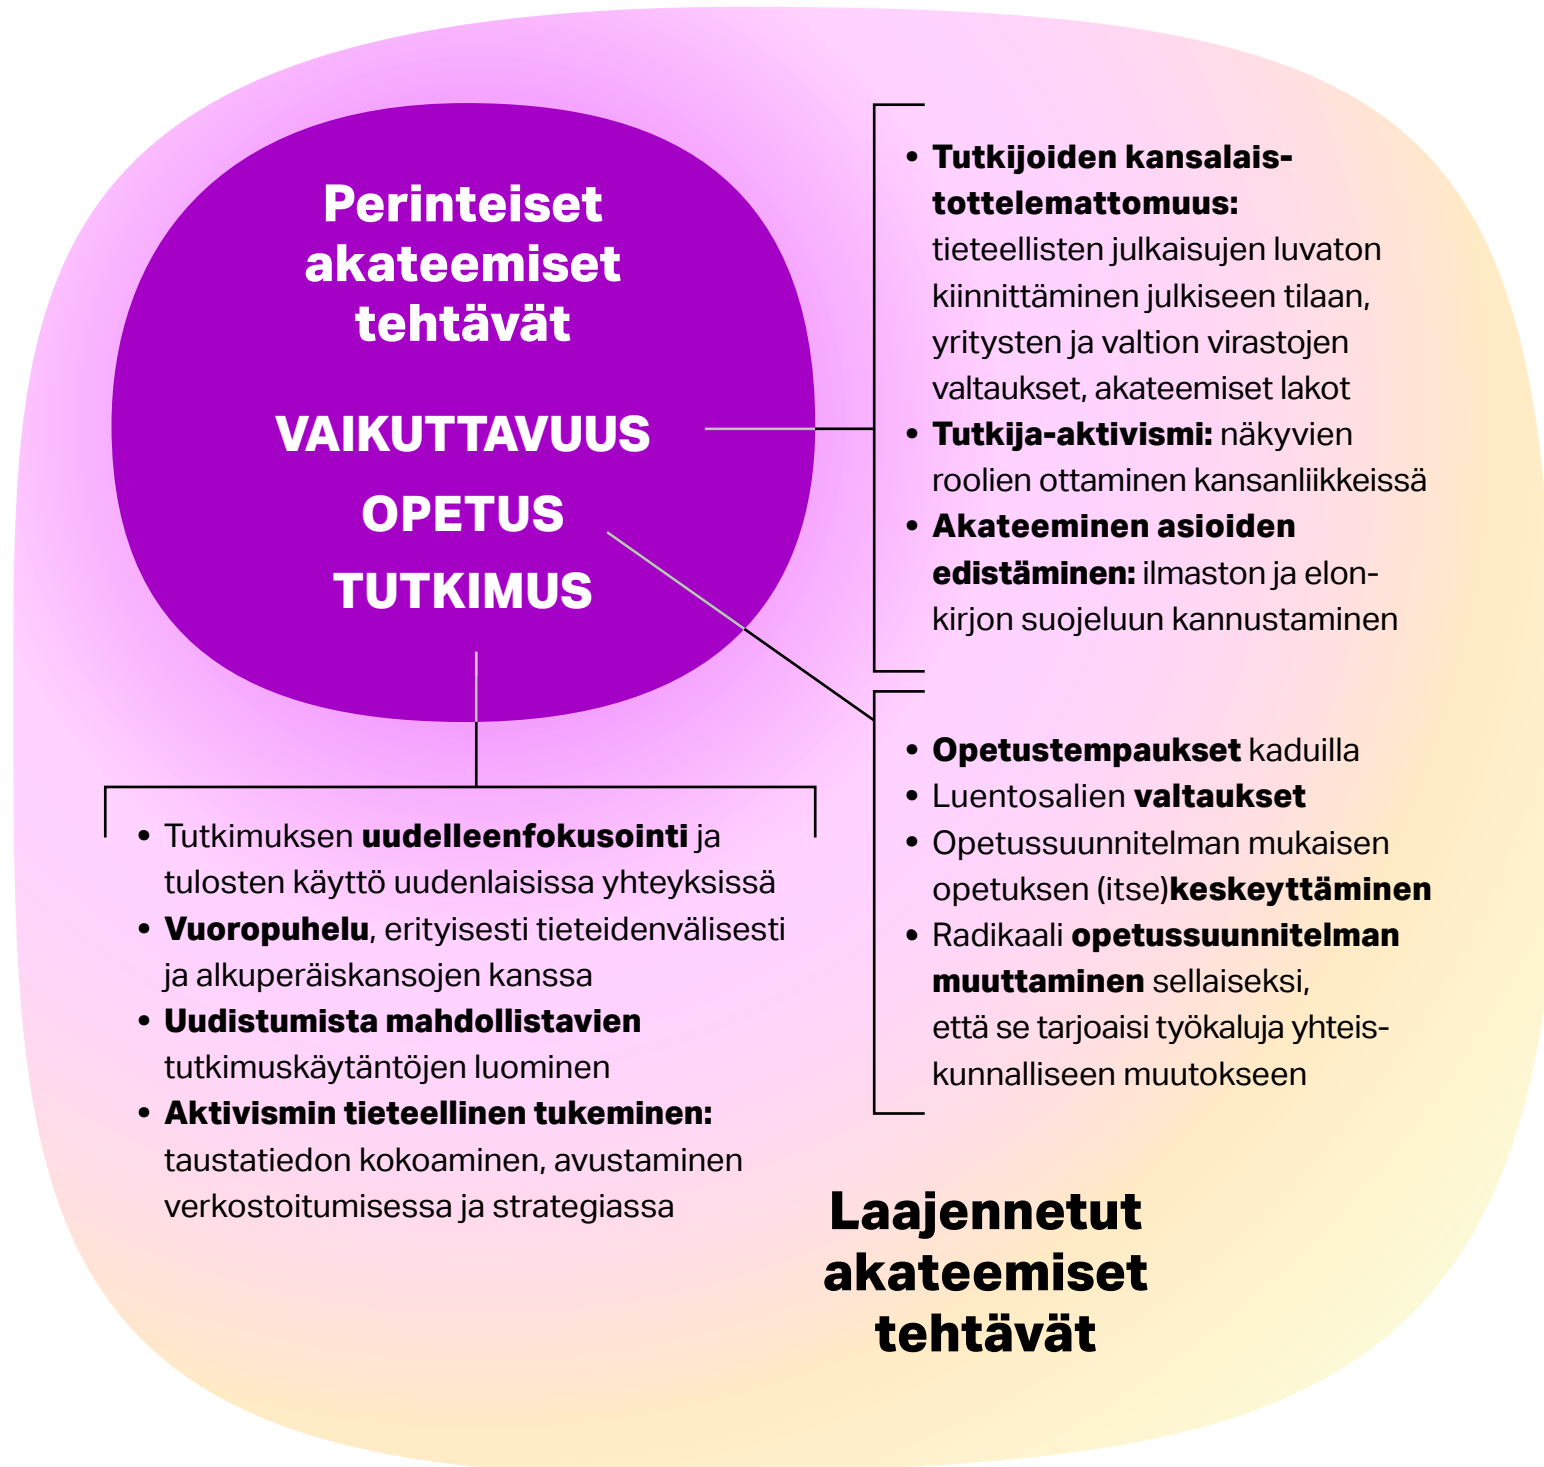 Perinteiset
akateemiset
tehtävät
VAIKUTTAVUUS
OPETUS
TUTKIMUS
• Tutkijoiden kansalais-
tottelemattomuus:
tieteellisten julkaisujen luvaton
kiinnittäminen julkiseen tilaan,
yritysten ja valtion virastojen
valtaukset, akateemiset lakot
• Tutkija-aktivismi: näkyvien
roolien ottaminen kansanliikkeissä
• Akateeminen asioiden
edistäminen: ilmaston ja elon-
kirjon suojeluun kannustaminen
• Opetustempaukset kaduilla
• Luentosalien valtaukset
• Opetussuunnitelman mukaisen
opetuksen (itse)keskeyttäminen
• Radikaali opetussuunnitelman
muuttaminen sellaiseksi,
että se tarjoaisi työkaluja yhteis-
kunnalliseen muutokseen
• Tutkimuksen uudelleenfokusointi ja
tulosten käyttö uudenlaisissa yhteyksissä
• Vuoropuhelu, erityisesti tieteidenvälisesti
ja alkuperäiskansojen kanssa
• Uudistumista mahdollistavien
tutkimuskäytäntöjen luominen
• Aktivismin tieteellinen tukeminen:
taustatiedon kokoaminen, avustaminen
verkostoitumisessa ja strategiassa
Laajennetut
akateemiset
tehtävät